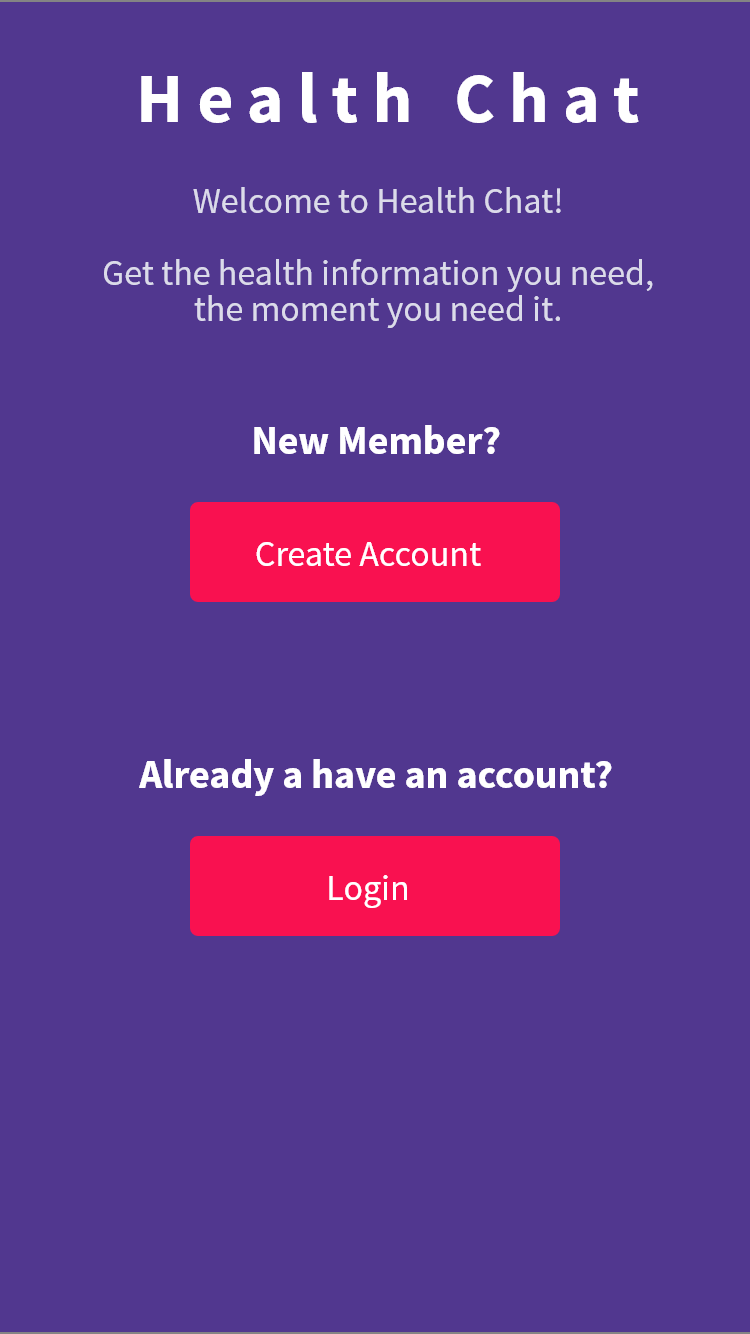 Health Chat
Welcome to Health Chat!
Get the health information you need,
the moment you need it.
New Member?
Create Account
Already a have an account?
Login